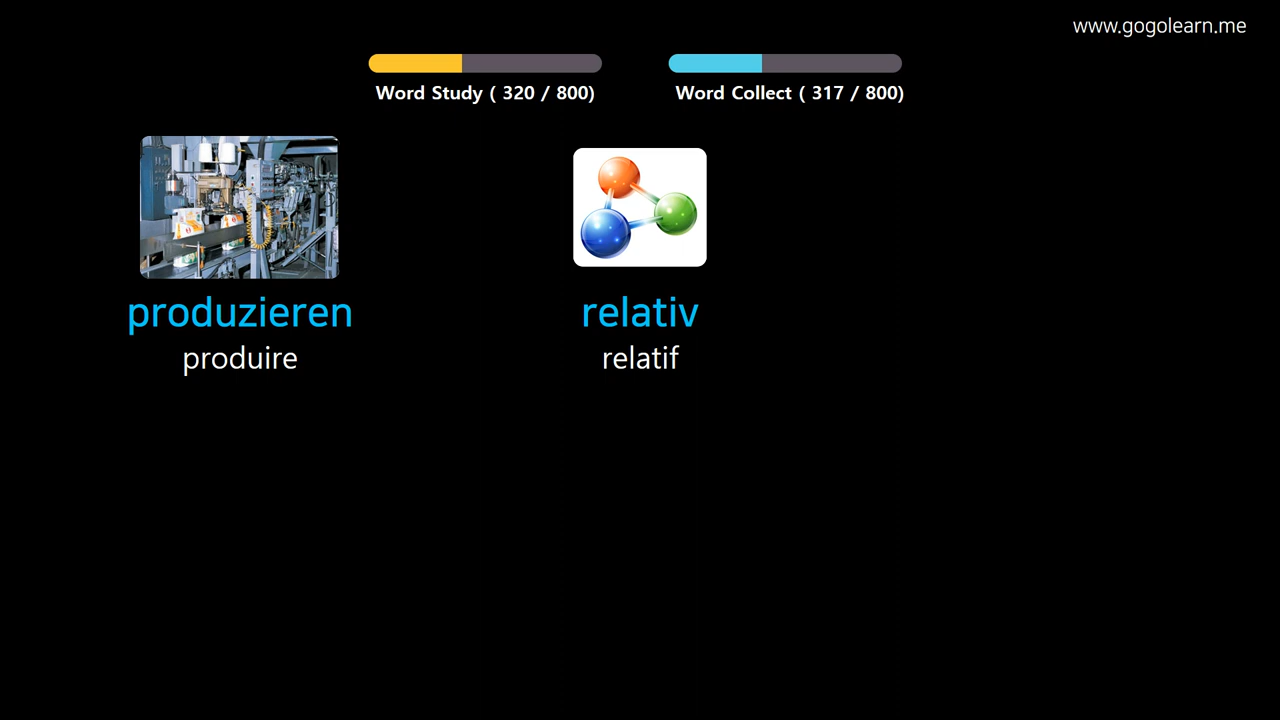 www.gogolearn.me
Word Study ( 320 / 800)
Word Collect ( 317 / 800)
produzieren
produire
relativ
relatif